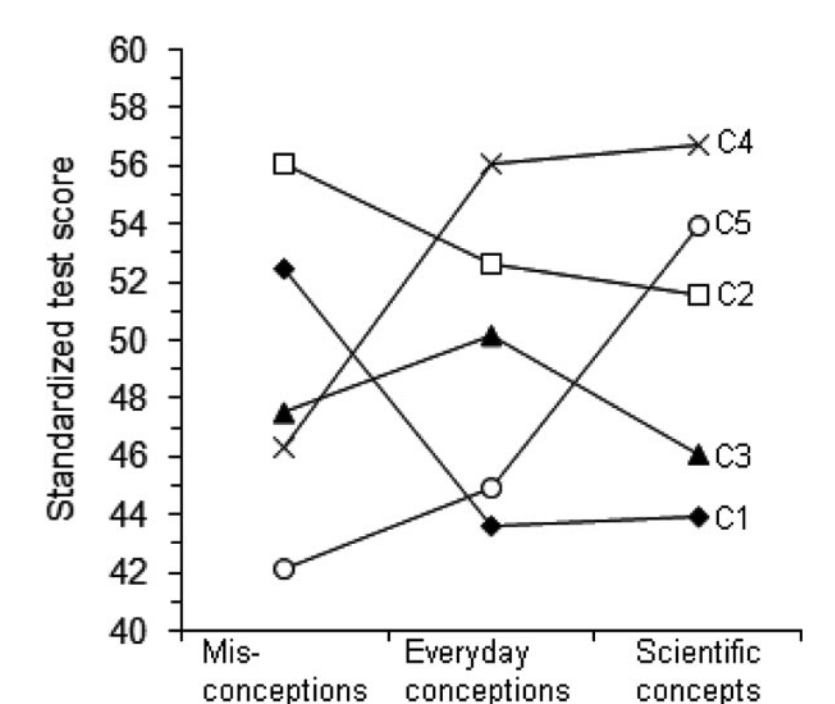 60
58
56
54
52
50
48
46
44
42
40
Standardized test score
C4
C5
C2
C3
C1
Mis-
conceptions
Everyday
conceptions
Scientific
concepts